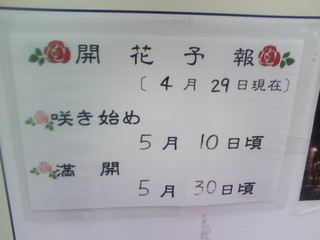 開花予報
〔4月29日現在〕
咲き始め
5月10日頃
満開
5月30日頃